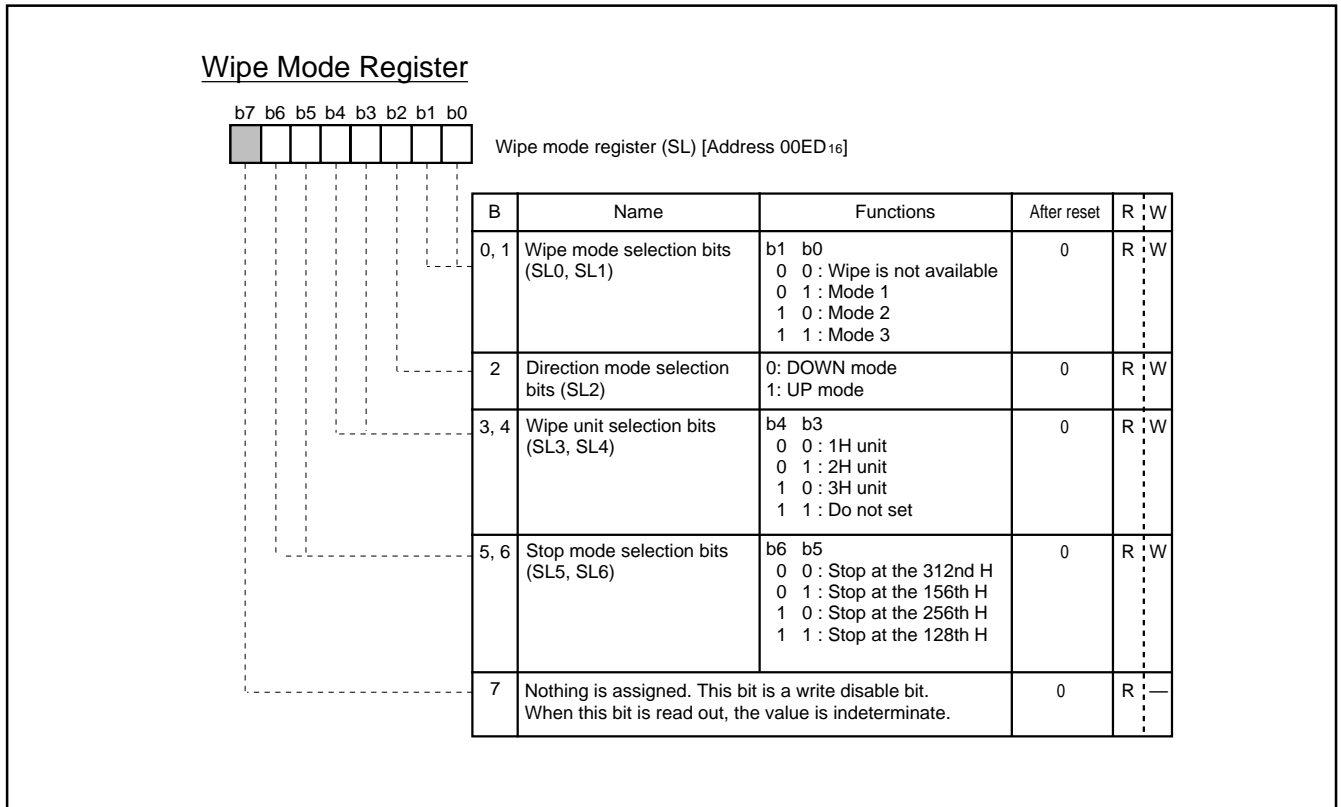 Wipe Mode Register
b7 b6 b5 b4 b3 b2 b1 b0
Wipe mode register (SL) [Address 00ED16]
B Name Functions After reset R W
0, 1 Wipe mode selection bits (SL0, SL1) b1 b0 0 R W
0 0 : Wipe is not available
0 1 : Mode 1
1 0 : Mode 2
1 1 : Mode 3
2 Direction mode selection bits (SL2) 0: DOWN mode 0 R W
1: UP mode
3, 4 Wipe unit selection bits (SL3, SL4) b4 b3 0 R W
0 0 : 1H unit
0 1 : 2H unit
1 0 : 3H unit
1 1 : Do not set
5, 6 Stop mode selection bits (SL5, SL6) b6 b5 0 R W
0 0 : Stop at the 312nd H
0 1 : Stop at the 156th H
1 0 : Stop at the 256th H
1 1 : Stop at the 128th H
7 Nothing is assigned. This bit is a write disable bit. 0 R —
When this bit is read out, the value is indeterminate.